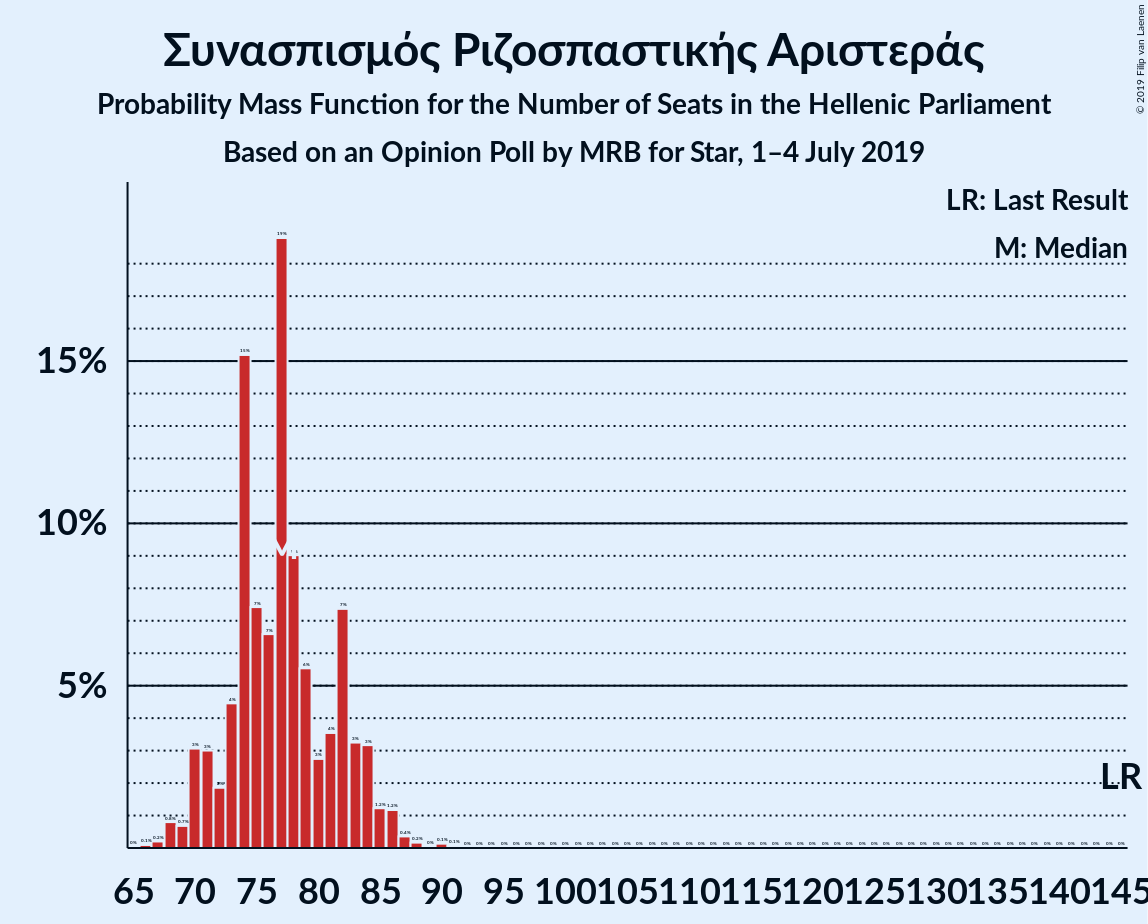 Συνασπισμός Ριζοσπαστικής Αριστεράς
Probability Mass Function for the Number of Seats in the Hellenic Parliament
Based on an Opinion Poll by MRB for Star, 1–4 July 2019
© 2019 Filip van Laenen
LR: Last Result
M: Median
15%
10%
5%
LR
65 70 75 80 85 90 95 100 105 110 115 120 125 130 135 140 145